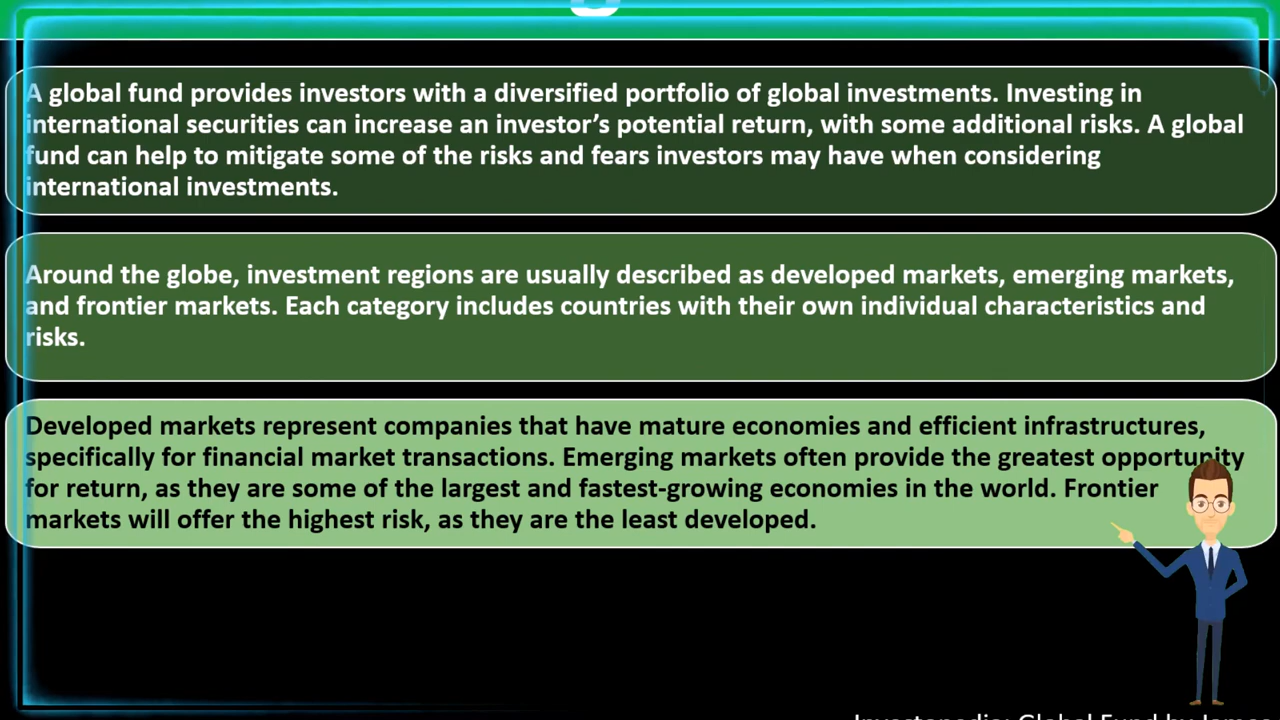 A global fund provides investors with a diversified portfolio of global investments. Investing in
international securities can increase an investor’s potential return, with some additional risks. A global
fund can help to mitigate some of the risks and fears investors may have when considering
international investments.
Around the globe, investment regions are usually described as developed markets, emerging markets,
and frontier markets. Each category includes countries with their own individual characteristics and
risks.
Developed markets represent companies that have mature economies and efficient infrastructures,
specifically for financial market transactions. Emerging markets often provide the greatest opportunity
for return, as they are some of the largest and fastest-growing economies in the world. Frontier
markets will offer the highest risk, as they are the least developed.
Investopedia: Global Fund by James